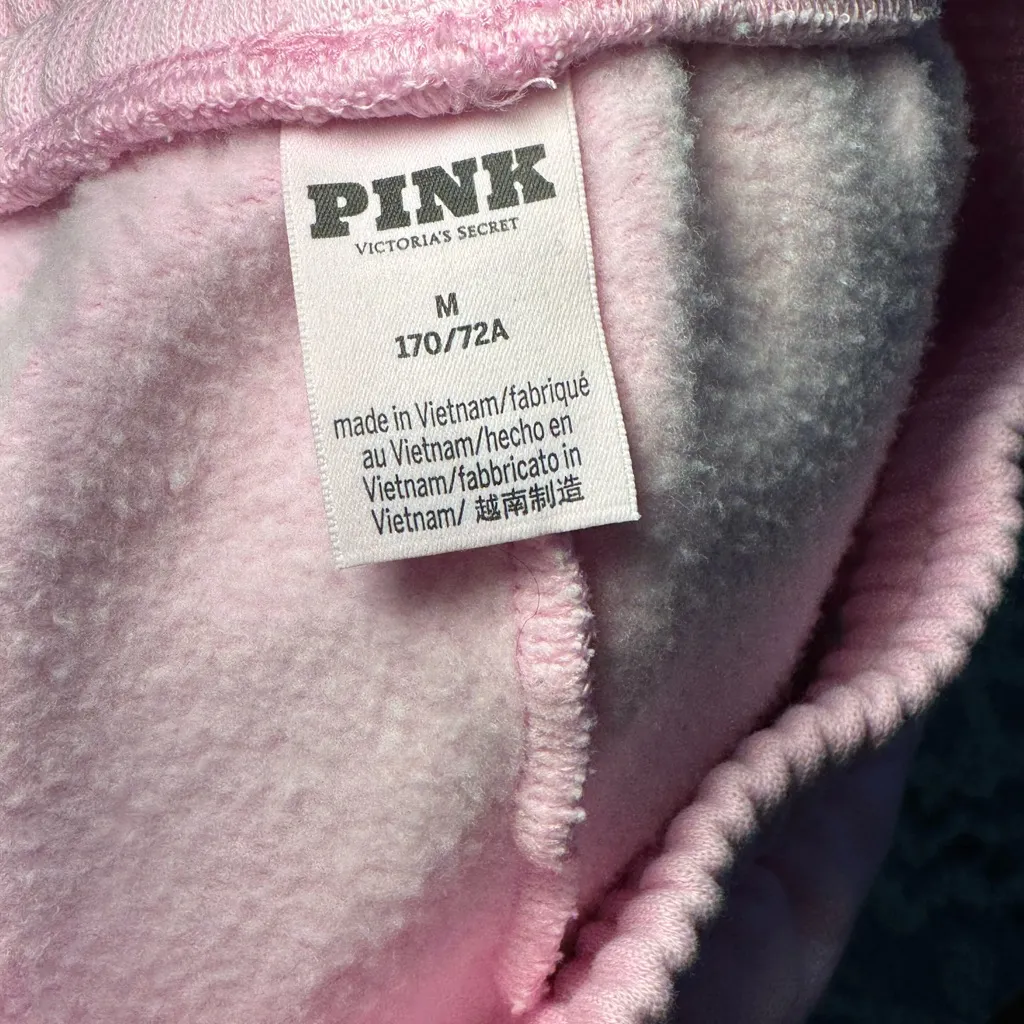 PINK
VICTORIA'S SECRET
M
170/72A
made in Vietnam/fabriqué
au Vietnam/hecho en
Vietnam/fabbricato in
Vietnam/ 越南制造